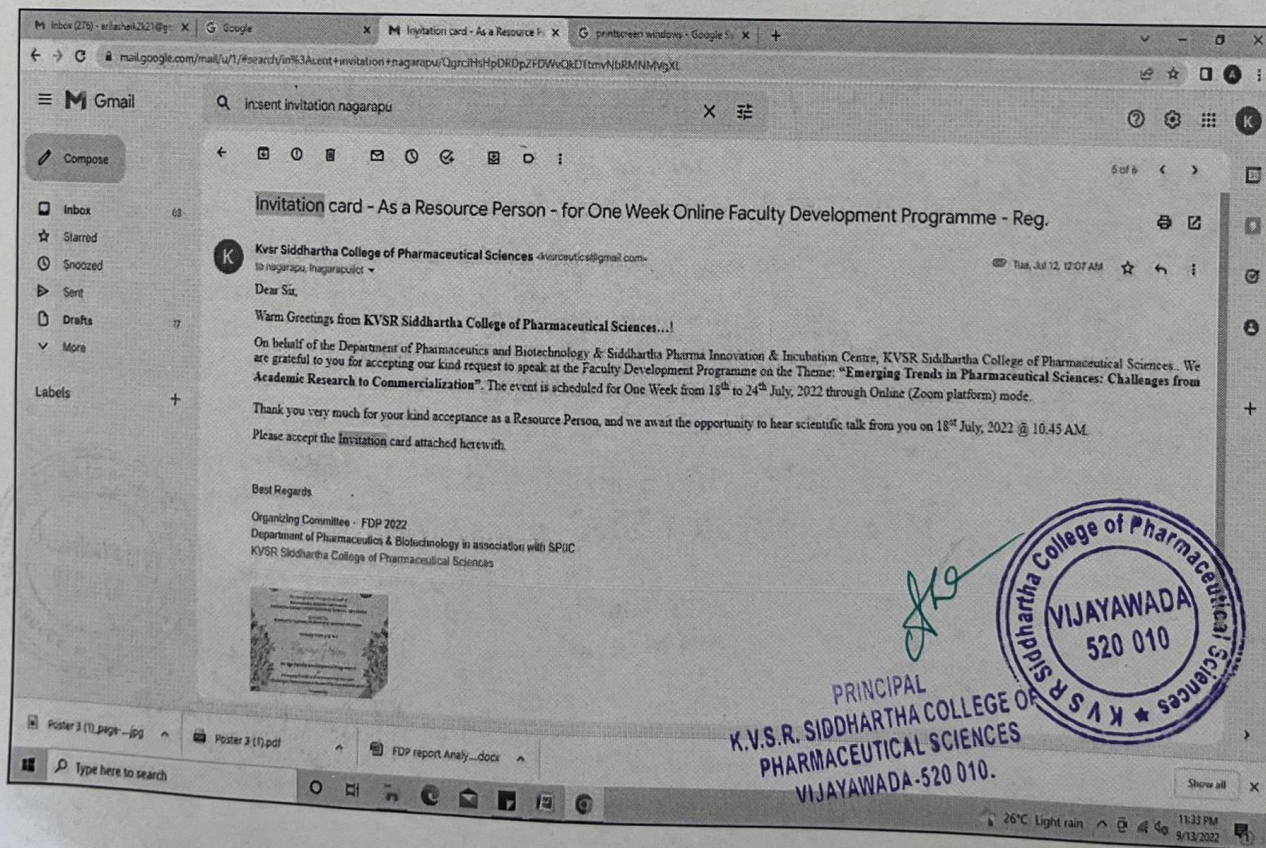 Inbox (276) -
Google
Invitation card - As a Resource P
printscreen windows - Google S
mail.google.com/mail/u/1/#search/in%3Asent+invitation+nagarapu/
Gmail
in:sent invitation nagarapu
K
Compose
5 of 6
Inbox 63
Starred
Snoozed
Sent
Drafts 17
More
Labels
Invitation card - As a Resource Person - for One Week Online Faculty Development Programme - Reg.
K
Kvsr Siddhartha College of Pharmaceutical Sciences
to nagarapu,
Tue, Jul 12, 12:07 AM
Dear Sir,
Warm Greetings from KVSR Siddhartha College of Pharmaceutical Sciences...!
On behalf of the Department of Pharmaceutics and Biotechnology & Siddhartha Pharma Innovation & Incubation Centre, KVSR Siddhartha College of Pharmaceutical Sciences.. We
are grateful to you for accepting our kind request to speak at the Faculty Development Programme on the Theme: “Emerging Trends in Pharmaceutical Sciences: Challenges from
Academic Research to Commercialization”. The event is scheduled for One Week from 18th to 24th July, 2022 through Online (Zoom platform) mode.
Thank you very much for your kind acceptance as a Resource Person, and we await the opportunity to hear scientific talk from you on 18st July, 2022 @ 10.45 AM.
Please accept the Invitation card attached herewith.
Best Regards
Organizing Committee - FDP 2022
Department of Pharmaceutics & Biotechnology in association with SPIIC
KVSR Siddhartha College of Pharmaceutical Sciences
K V S R Siddhartha College of Pharmaceutical Sciences
VIJAYAWADA
520 010
PRINCIPAL
K.V.S.R. SIDDHARTHA COLLEGE OF
PHARMACEUTICAL SCIENCES
VIJAYAWADA-520 010.
Poster 3 (1)_page-...jpg
Poster 3 (1).pdf
FDP report Analy....docx
Show all
Type here to search
26°C Light rain
11:33 PM
9/13/2022